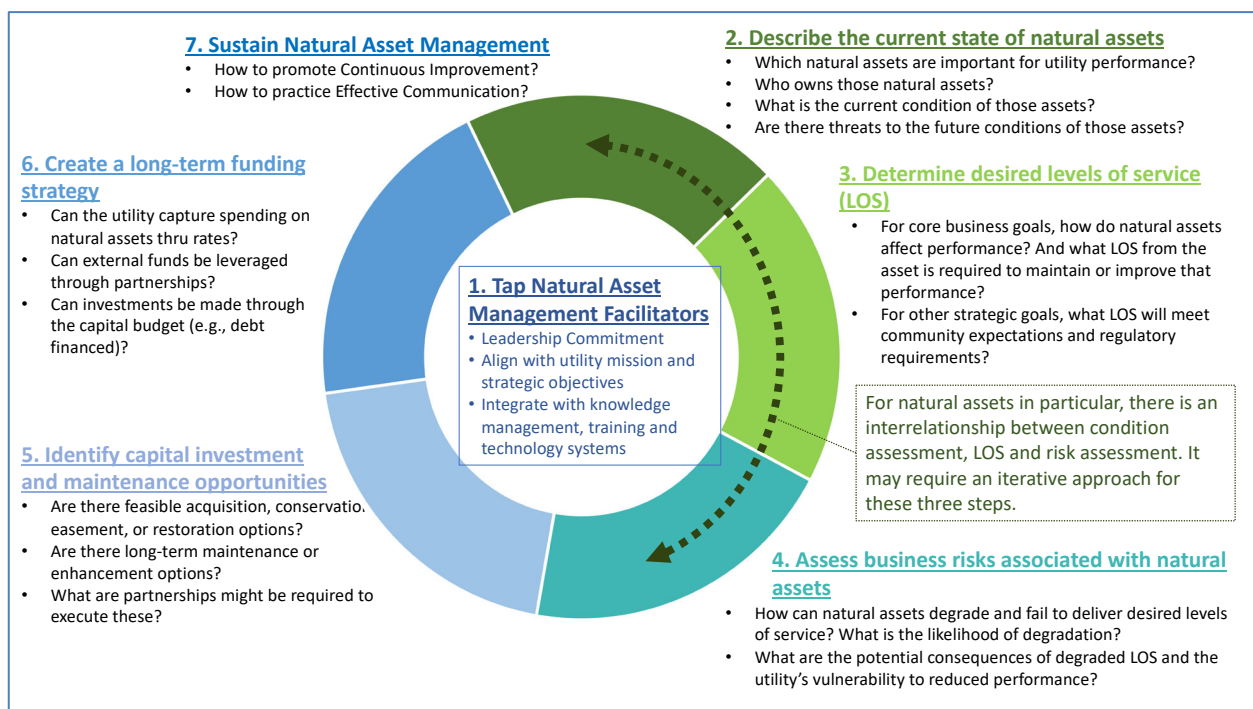 7. Sustain Natural Asset Management
• How to promote Continuous Improvement?
• How to practice Effective Communication?
2. Describe the current state of natural assets
• Which natural assets are important for utility performance?
• Who owns those natural assets?
• What is the current condition of those assets?
• Are there threats to the future conditions of those assets?
6. Create a long-term funding
strategy
• Can the utility capture spending on
natural assets thru rates?
• Can external funds be leveraged
through partnerships?
• Can investments be made through
the capital budget (e.g., debt
financed)?
3. Determine desired levels of service
(LOS)
• For core business goals, how do natural assets
affect performance? And what LOS from the
asset is required to maintain or improve that
performance?
• For other strategic goals, what LOS will meet
community expectations and regulatory
requirements?
1. Tap Natural Asset
Management Facilitators
• Leadership Commitment
• Align with utility mission and
strategic objectives
• Integrate with knowledge
management, training and
technology systems
For natural assets in particular, there is an
interrelationship between condition
assessment, LOS and risk assessment. It
may require an iterative approach for
these three steps.
5. Identify capital investment
and maintenance opportunities
• Are there feasible acquisition, conservatio
easement, or restoration options?
• Are there long-term maintenance or
enhancement options?
• What are partnerships might be required to
execute these?
4. Assess business risks associated with natural
assets
• How can natural assets degrade and fail to deliver desired levels
of service? What is the likelihood of degradation?
• What are the potential consequences of degraded LOS and the
utility's vulnerability to reduced performance?